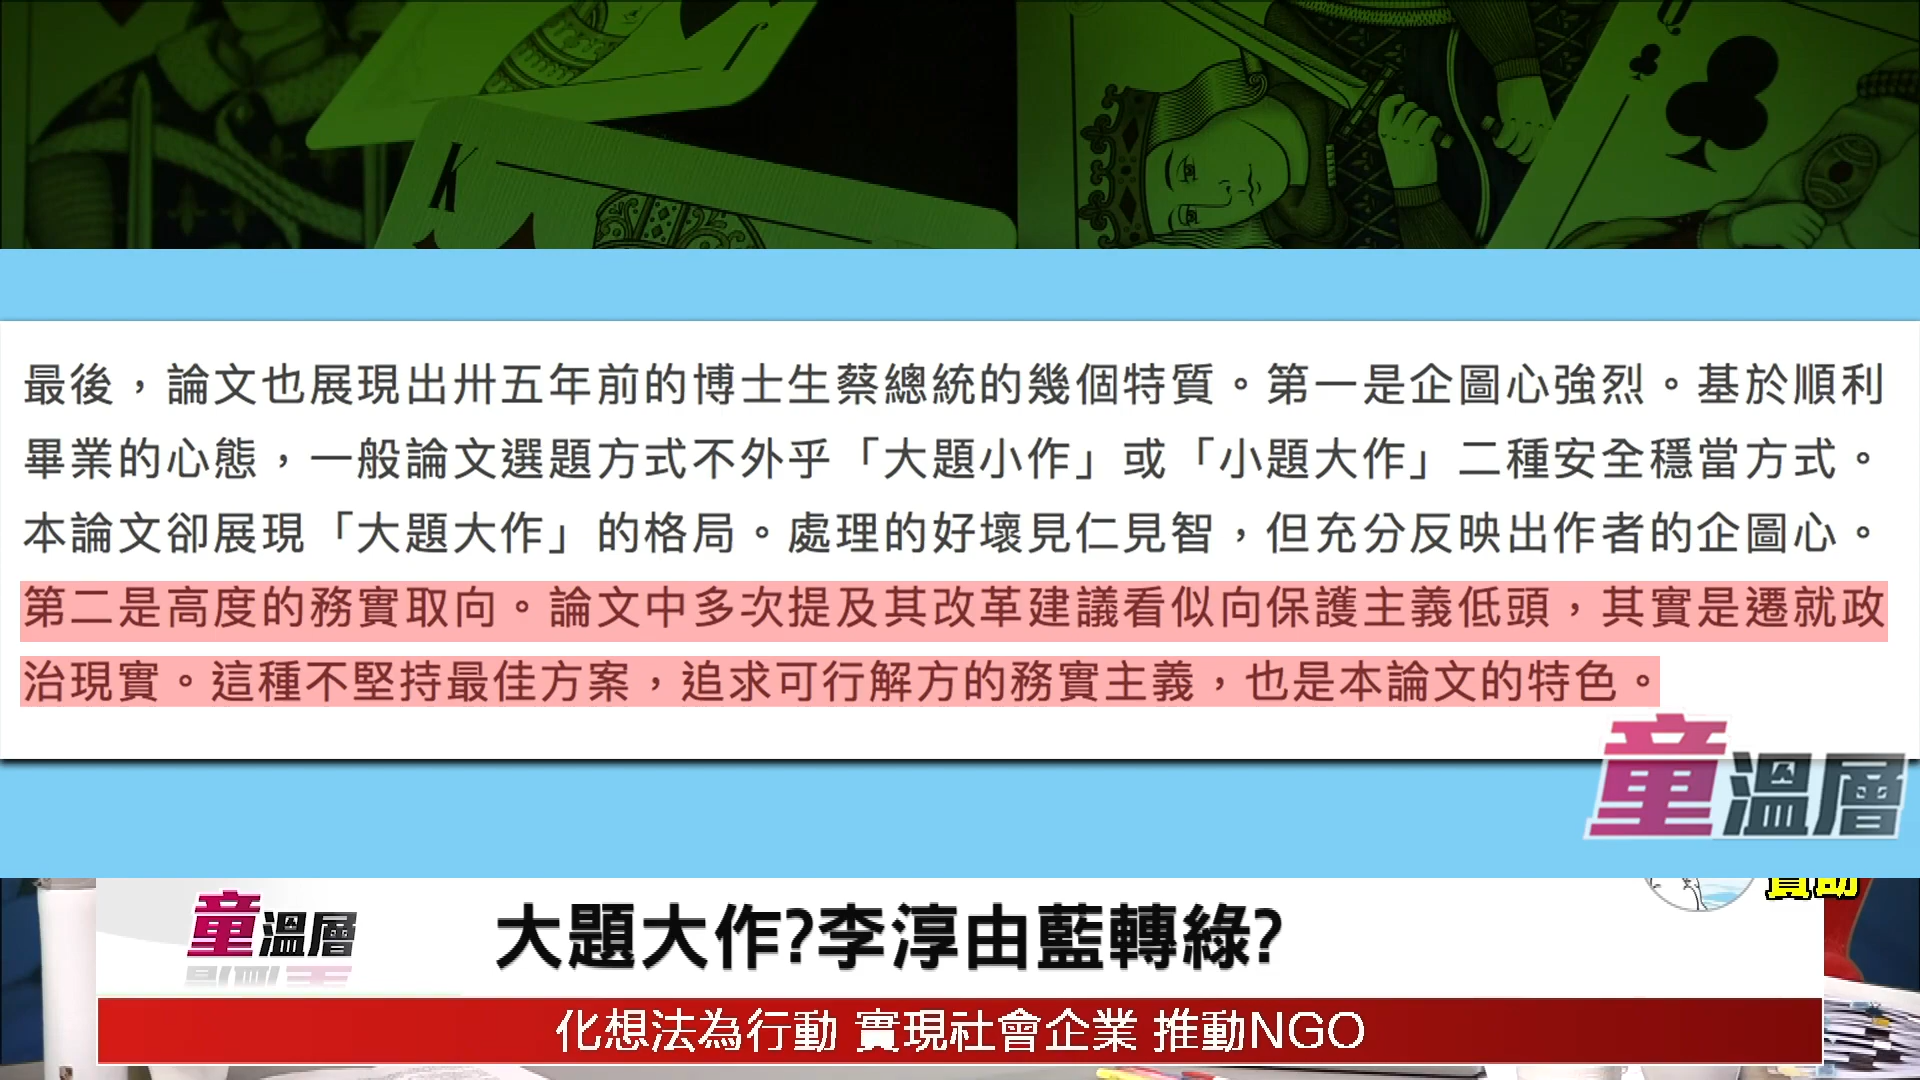 K
J
最後，論文也展現出卅五年前的博士生蔡總統的幾個特質。第一是企圖心強烈。基於順利
畢業的心態，一般論文選題方式不外乎「大題小作」或「小題大作」二種安全穩當方式。
本論文卻展現「大題大作」的格局。處理的好壞見仁見智，但充分反映出作者的企圖心。
第二是高度的務實取向。論文中多次提及其改革建議看似向保護主義低頭，其實是遷就政
治現實。這種不堅持最佳方案，追求可行解方的務實主義，也是本論文的特色。
童溫層
贊助
童溫層
大題大作?李淳由藍轉綠?
化想法為行動 實現社會企業 推動NGO